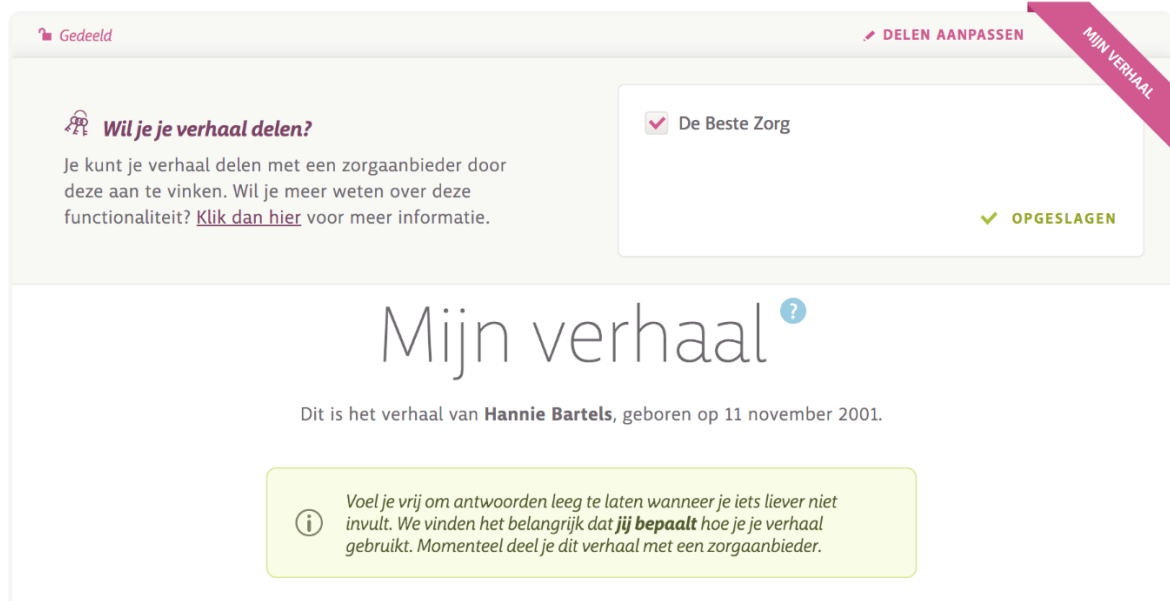 Gedeeld
DELEN AANPASSEN
MIJN VERHAAL
Wil je je verhaal delen?
Je kunt je verhaal delen met een zorgaanbieder door
deze aan te vinken. Wil je meer weten over deze
functionaliteit? Klik dan hier voor meer informatie.
De Beste Zorg
OPGESLAGEN
Mijn verhaal ?
Dit is het verhaal van Hannie Bartels, geboren op 11 november 2001.
Voel je vrij om antwoorden leeg te laten wanneer je iets liever niet
invult. We vinden het belangrijk dat jij bepaalt hoe je je verhaal
gebruikt. Momenteel deel je dit verhaal met een zorgaanbieder.